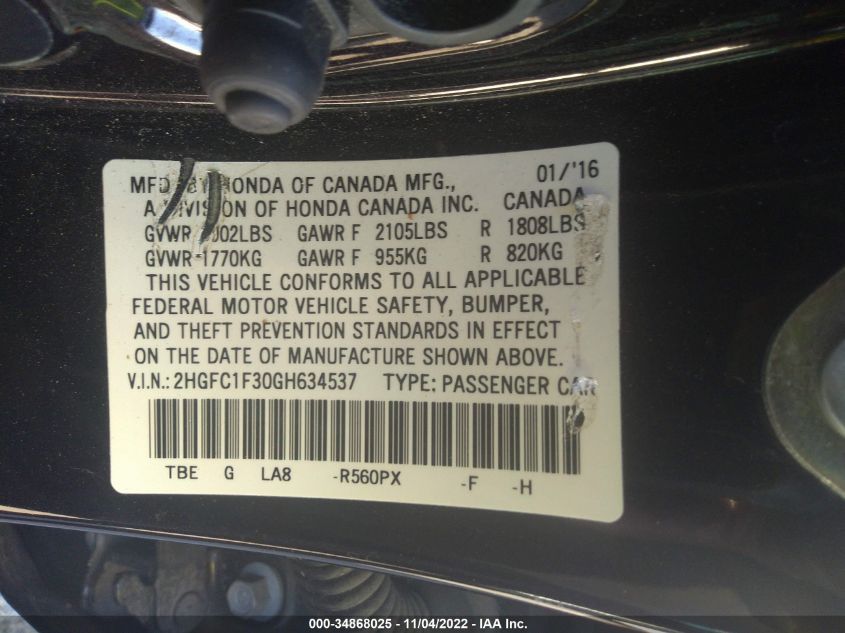 MFD BY HONDA OF CANADA MFG., 01/'16
A DIVISION OF HONDA CANADA INC. CANADA
GVWR 02LBS GAWR F 2105LBS R 1808LBS
GVWR 1770KG GAWR F 955KG R 820KG
THIS VEHICLE CONFORMS TO ALL APPLICABLE
FEDERAL MOTOR VEHICLE SAFETY, BUMPER,
AND THEFT PREVENTION STANDARDS IN EFFECT
ON THE DATE OF MANUFACTURE SHOWN ABOVE.
V.I.N.: 2HGFC1F30GH634537 TYPE: PASSENGER CAR
TBE G LA8 -R560PX -F -H
000-34868025 - 11/04/2022 - IAA Inc.